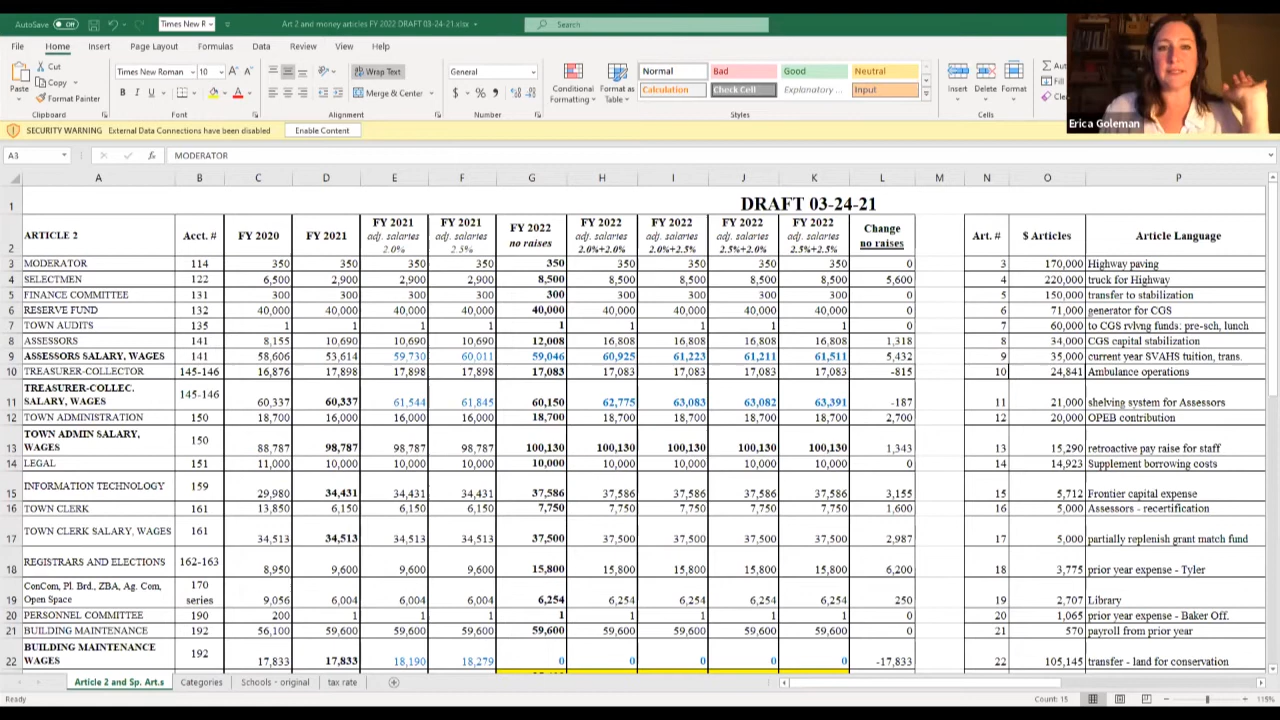 AutoSave Off Times New R Art 2 and money articles FY 2022 DRAFT 03-24-21.xlsx Search
File Home Insert Page Layout Formulas Data Review View Help
Cut
Copy
Format Painter
Paste
Clipboard
Times New Roman 10
Font
Wrap Text
Merge & Center
Alignment
General
Number
Conditional Formatting
Format as Table
Normal Bad Good Neutral
Calculation Check Cell Explanatory ... Input
Styles
Insert Delete Format
Cells
Fill
Erica Goleman
SECURITY WARNING External Data Connections have been disabled Enable Content
A3 fx MODERATOR
A B C D E F G H I J K L M N O P
1 DRAFT 03-24-21
2 ARTICLE 2 Acct. # FY 2020 FY 2021 FY 2021 adj. salaries 2.0% FY 2021 adj. salaries 2.5% FY 2022 no raises FY 2022 adj. salaries 2.0%+2.0% FY 2022 adj. salaries 2.0%+2.5% FY 2022 adj. salaries 2.5%+2.0% FY 2022 adj. salaries 2.5%+2.5% Change no raises Art. # $ Articles Article Language
3 MODERATOR 114 350 350 350 350 350 350 350 350 350 0 3 170,000 Highway paving
4 SELECTMEN 122 6,500 2,900 2,900 2,900 8,500 8,500 8,500 8,500 8,500 5,600 4 220,000 truck for Highway
5 FINANCE COMMITTEE 131 300 300 300 300 300 300 300 300 300 0 5 150,000 transfer to stabilization
6 RESERVE FUND 132 40,000 40,000 40,000 40,000 40,000 40,000 40,000 40,000 40,000 0 6 71,000 generator for CGS
7 TOWN AUDITS 135 1 1 1 1 1 1 1 1 1 0 7 60,000 to CGS rvlvng funds: pre-sch, lunch
8 ASSESSORS 141 8,155 10,690 10,690 10,690 12,008 16,808 16,808 16,808 16,808 1,318 8 34,000 CGS capital stabilization
9 ASSESSORS SALARY, WAGES 141 58,606 53,614 59,730 60,011 59,046 60,925 61,223 61,211 61,511 5,432 9 35,000 current year SVAHS tuition, trans.
10 TREASURER-COLLECTOR 145-146 16,876 17,898 17,898 17,898 17,083 17,083 17,083 17,083 17,083 -815 10 24,841 Ambulance operations
11 TREASURER-COLLEC. SALARY, WAGES 145-146 60,337 60,337 61,544 61,845 60,150 62,775 63,083 63,082 63,391 -187 11 21,000 shelving system for Assessors
12 TOWN ADMINISTRATION 150 18,700 16,000 16,000 16,000 18,700 18,700 18,700 18,700 18,700 2,700 12 20,000 OPEB contribution
13 TOWN ADMIN SALARY, WAGES 150 88,787 98,787 98,787 98,787 100,130 100,130 100,130 100,130 100,130 1,343 13 15,290 retroactive pay raise for staff
14 LEGAL 151 11,000 10,000 10,000 10,000 10,000 10,000 10,000 10,000 10,000 0 14 14,923 Supplement borrowing costs
15 INFORMATION TECHNOLOGY 159 29,980 34,431 34,431 34,431 37,586 37,586 37,586 37,586 37,586 3,155 15 5,712 Frontier capital expense
16 TOWN CLERK 161 13,850 6,150 6,150 6,150 7,750 7,750 7,750 7,750 7,750 1,600 16 5,000 Assessors - recertification
17 TOWN CLERK SALARY, WAGES 161 34,513 34,513 34,513 34,513 37,500 37,500 37,500 37,500 37,500 2,987 17 5,000 partially replenish grant match fund
18 REGISTRARS AND ELECTIONS 162-163 8,950 9,600 9,600 9,600 15,800 15,800 15,800 15,800 15,800 6,200 18 3,775 prior year expense - Tyler
19 ConCom, Pl. Brd., ZBA, Ag. Com, Open Space 170 series 9,056 6,004 6,004 6,004 6,254 6,254 6,254 6,254 6,254 250 19 2,707 Library
20 PERSONNEL COMMITTEE 190 200 1 1 1 1 1 1 1 1 0 20 1,065 prior year expense - Baker Off.
21 BUILDING MAINTENANCE 192 56,100 59,600 59,600 59,600 59,600 59,600 59,600 59,600 59,600 0 21 570 payroll from prior year
22 BUILDING MAINTENANCE WAGES 192 17,833 17,833 18,190 18,279 0 0 0 0 0 -17,833 22 105,145 transfer - land for conservation
Article 2 and Sp. Art.s Categories Schools - original tax rate
Ready Count: 15 115%